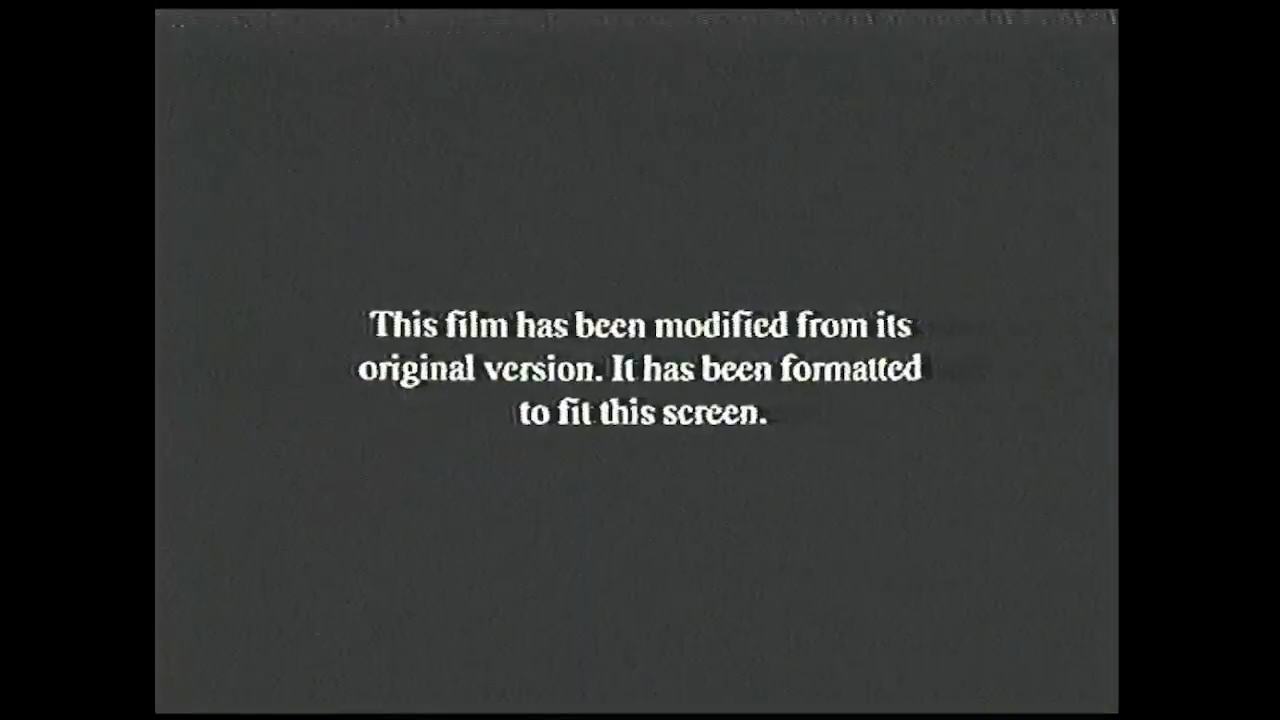 This film has been modified from its
original version. It has been formatted
to fit this screen.